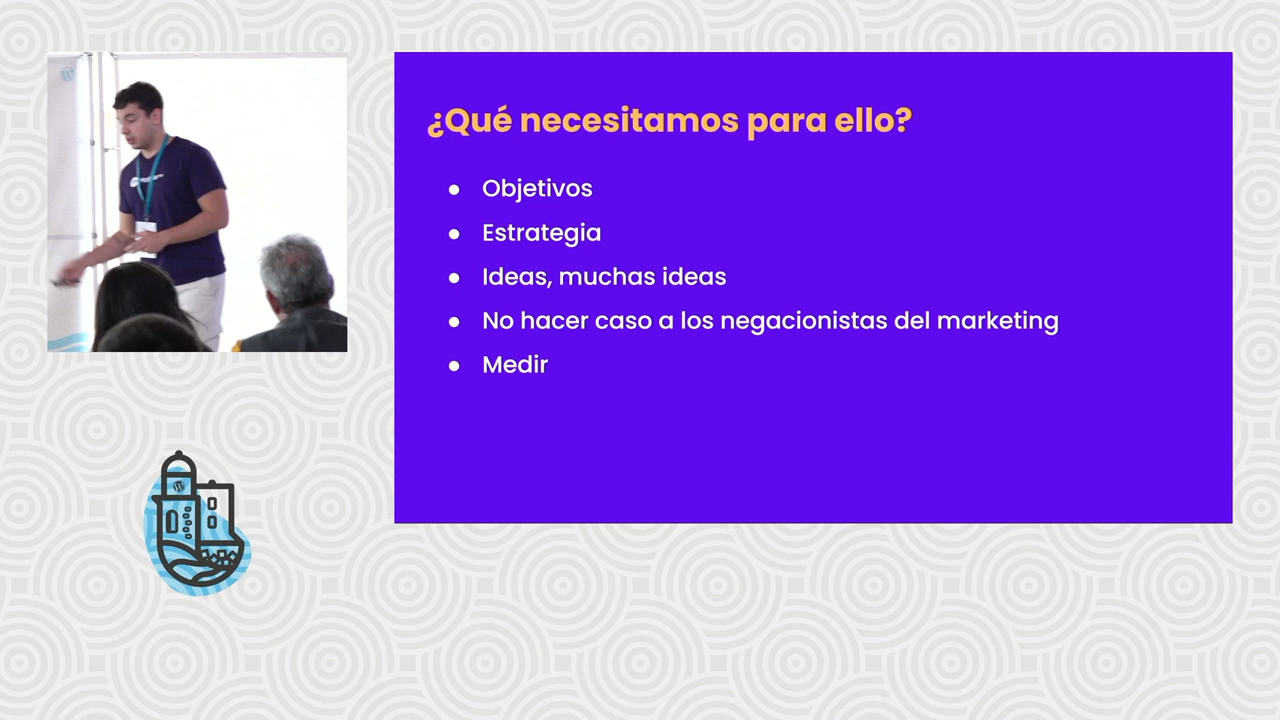 ¿Qué necesitamos para ello?
● Objetivos
● Estrategia
● Ideas, muchas ideas
● No hacer caso a los negacionistas del marketing
● Medir